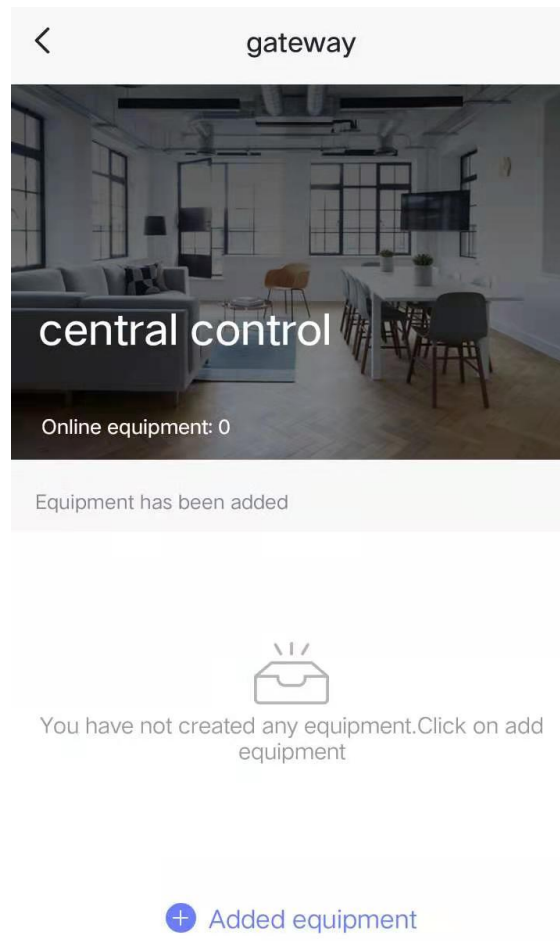 gateway
central control
Online equipment: 0
Equipment has been added
You have not created any equipment.Click on add
equipment
Added equipment